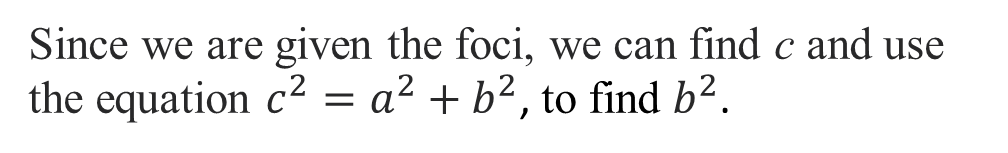 Since we are given the foci, we can find c and use
the equation c² = a² + b², to find b².